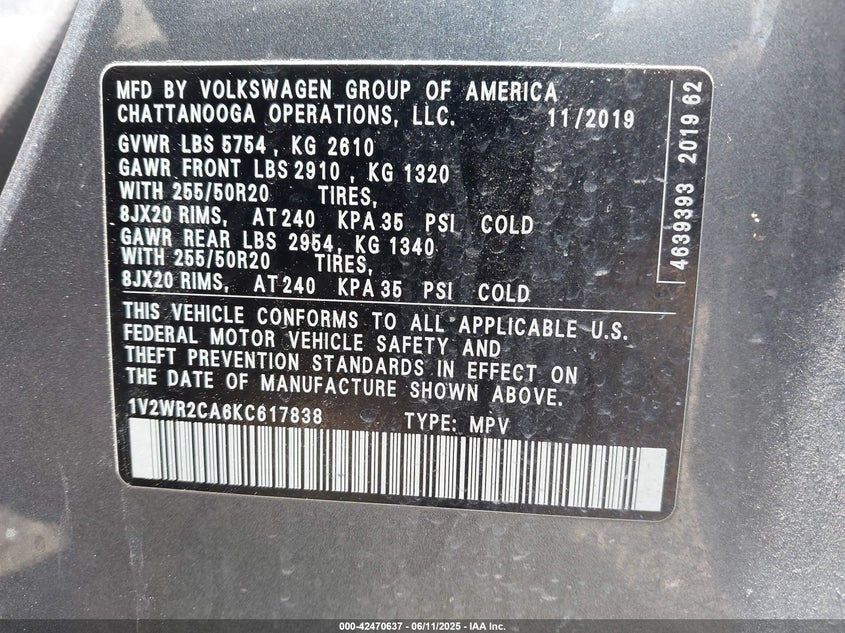 MFD BY VOLKSWAGEN GROUP OF AMERICA
CHATTANOOGA OPERATIONS, LLC. 11/2019
GVWR LBS 5754, KG 2610
GAWR FRONT LBS 2910, KG 1320
WITH 255/50R20 TIRES,
8JX20 RIMS, AT 240 KPA 35 PSI COLD
GAWR REAR LBS 2954, KG 1340
WITH 255/50R20 TIRES,
8JX20 RIMS, AT 240 KPA 35 PSI COLD
THIS VEHICLE CONFORMS TO ALL APPLICABLE U.S.
FEDERAL MOTOR VEHICLE SAFETY AND
THEFT PREVENTION STANDARDS IN EFFECT ON
THE DATE OF MANUFACTURE SHOWN ABOVE.
1V2WR2CA6KC617838 TYPE: MPV
4639393 2019 62
000-42470637 - 06/11/2025 - IAA Inc.